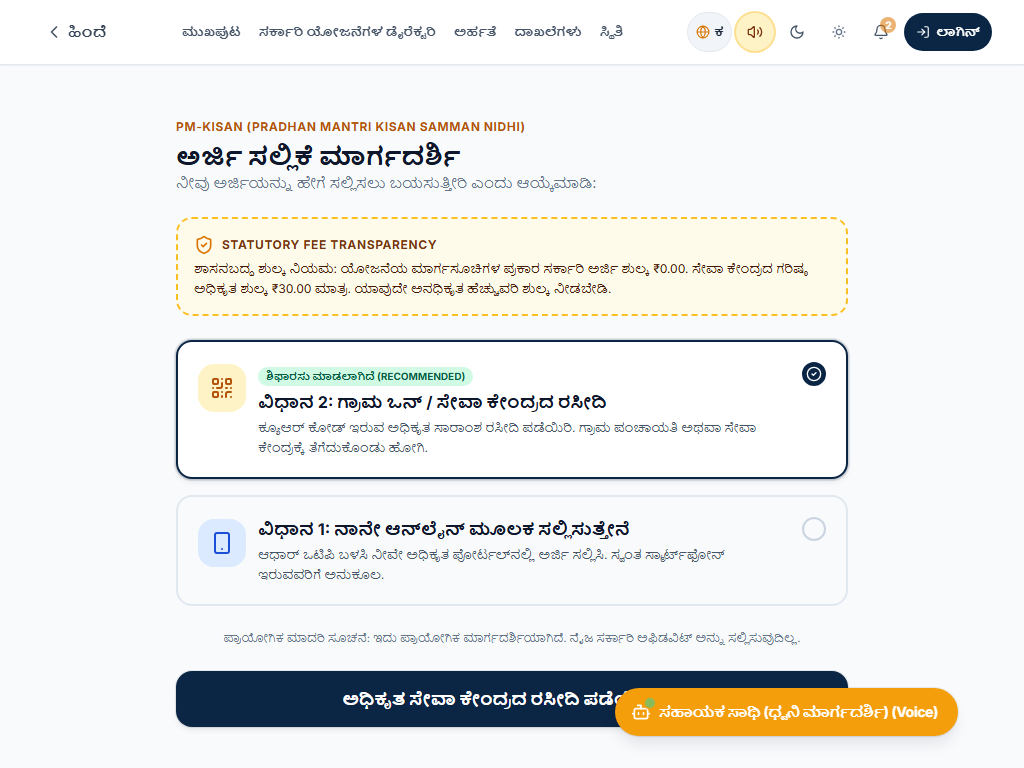 ಹಿಂದೆ
ಮುಖಪುಟ ಸರ್ಕಾರಿ ಯೋಜನೆಗಳ ಡೈರೆಕ್ಟರಿ ಅರ್ಹತೆ ದಾಖಲೆಗಳು ಸ್ಥಿತಿ
ಕ
2
ಲಾಗಿನ್
PM-KISAN (PRADHAN MANTRI KISAN SAMMAN NIDHI)
ಅರ್ಜಿ ಸಲ್ಲಿಕೆ ಮಾರ್ಗದರ್ಶಿ
ನೀವು ಅರ್ಜಿಯನ್ನು ಹೇಗೆ ಸಲ್ಲಿಸಲು ಬಯಸುತ್ತೀರಿ ಎಂದು ಆಯ್ಕೆಮಾಡಿ:
STATUTORY FEE TRANSPARENCY
ಶಾಸನಬದ್ಧ ಶುಲ್ಕ ನಿಯಮ: ಯೋಜನೆಯ ಮಾರ್ಗಸೂಚಿಗಳ ಪ್ರಕಾರ ಸರ್ಕಾರಿ ಅರ್ಜಿ ಶುಲ್ಕ ₹0.00. ಸೇವಾ ಕೇಂದ್ರದ ಗರಿಷ್ಠ
ಅಧಿಕೃತ ಶುಲ್ಕ ₹30.00 ಮಾತ್ರ. ಯಾವುದೇ ಅನಧಿಕೃತ ಹೆಚ್ಚುವರಿ ಶುಲ್ಕ ನೀಡಬೇಡಿ.
ಶಿಫಾರಸು ಮಾಡಲಾಗಿದೆ (RECOMMENDED)
ವಿಧಾನ 2: ಗ್ರಾಮ ಒನ್ / ಸೇವಾ ಕೇಂದ್ರದ ರಸೀದಿ
ಕ್ಯೂಆರ್ ಕೋಡ್ ಇರುವ ಅಧಿಕೃತ ಸಾರಾಂಶ ರಸೀದಿ ಪಡೆಯಿರಿ. ಗ್ರಾಮ ಪಂಚಾಯತಿ ಅಥವಾ ಸೇವಾ
ಕೇಂದ್ರಕ್ಕೆ ತೆಗೆದುಕೊಂಡು ಹೋಗಿ.
ವಿಧಾನ 1: ನಾನೇ ಆನ್‌ಲೈನ್ ಮೂಲಕ ಸಲ್ಲಿಸುತ್ತೇನೆ
ಆಧಾರ್ ಒಟಿಪಿ ಬಳಸಿ ನೀವೇ ಅಧಿಕೃತ ಪೋರ್ಟಲ್‌ನಲ್ಲಿ ಅರ್ಜಿ ಸಲ್ಲಿಸಿ. ಸ್ವಂತ ಸ್ಮಾರ್ಟ್‌ಫೋನ್
ಇರುವವರಿಗೆ ಅನುಕೂಲ.
ಪ್ರಾಯೋಗಿಕ ಮಾದರಿ ಸೂಚನೆ: ಇದು ಪ್ರಾಯೋಗಿಕ ಮಾರ್ಗದರ್ಶಿಯಾಗಿದೆ. ನೈಜ ಸರ್ಕಾರಿ ಅಫಿಡವಿಟ್ ಅನ್ನು ಸಲ್ಲಿಸುವುದಿಲ್ಲ.
ಅಧಿಕೃತ ಸೇವಾ ಕೇಂದ್ರದ ರಸೀದಿ
ಸಹಾಯಕ ಸಾಥಿ (ಧ್ವನಿ ಮಾರ್ಗದರ್ಶಿ) (Voice)